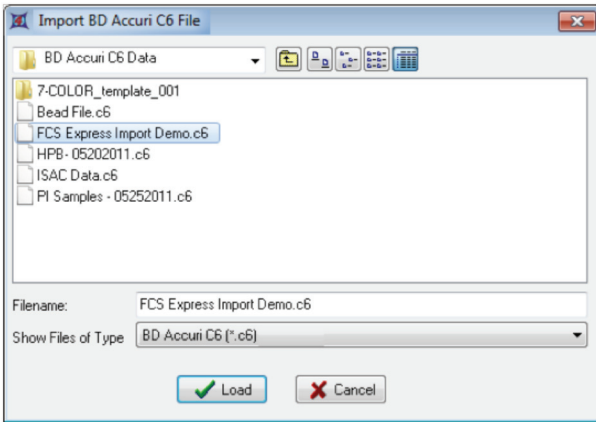 Import BD Accuri C6 File
BD Accuri C6 Data
7-COLOR_template_001
Bead File.c6
FCS Express Import Demo.c6
HPB- 05202011.c6
ISAC Data.c6
PI Samples - 05252011.c6
Filename: FCS Express Import Demo.c6
Show Files of Type BD Accuri C6 (*.c6)
Load Cancel